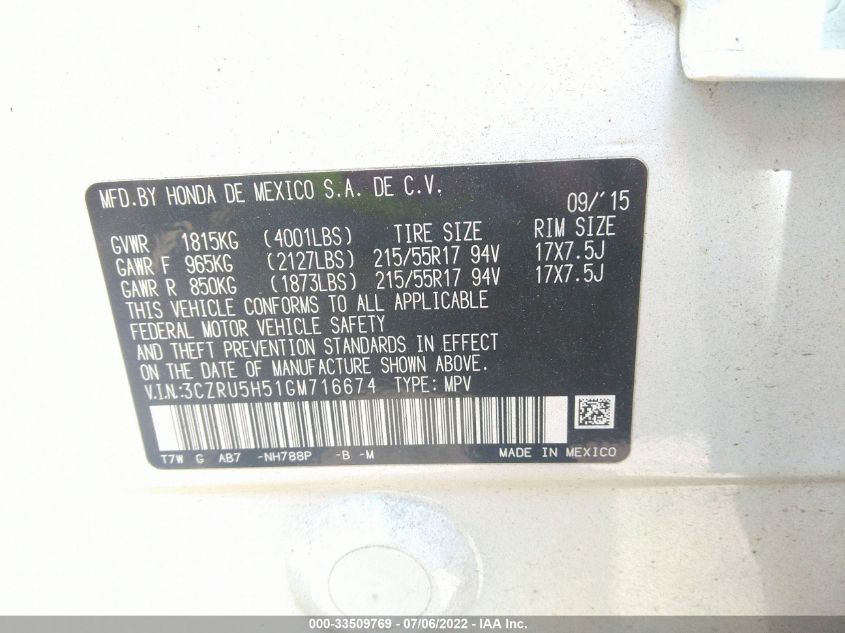 MFD.BY HONDA DE MEXICO S.A. DE C.V.
09/'15
GVWR 1815KG (4001LBS) TIRE SIZE RIM SIZE
GAWR F 965KG (2127LBS) 215/55R17 94V 17X7.5J
GAWR R 850KG (1873LBS) 215/55R17 94V 17X7.5J
THIS VEHICLE CONFORMS TO ALL APPLICABLE
FEDERAL MOTOR VEHICLE SAFETY
AND THEFT PREVENTION STANDARDS IN EFFECT
ON THE DATE OF MANUFACTURE SHOWN ABOVE.
V.I.N:3CZRU5H51GM716674 TYPE: MPV
T7W G AB7 -NH788P -B -M MADE IN MEXICO
000-33509769 - 07/06/2022 - IAA Inc.